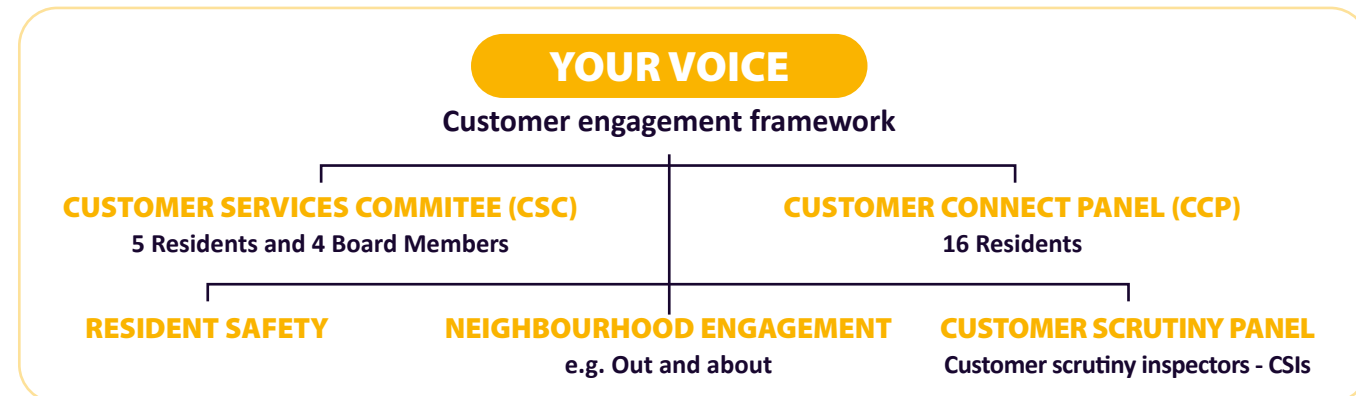 YOUR VOICE
Customer engagement framework
CUSTOMER SERVICES COMMITEE (CSC)
5 Residents and 4 Board Members
CUSTOMER CONNECT PANEL (CCP)
16 Residents
RESIDENT SAFETY
NEIGHBOURHOOD ENGAGEMENT
e.g. Out and about
CUSTOMER SCRUTINY PANEL
Customer scrutiny inspectors - CSIs